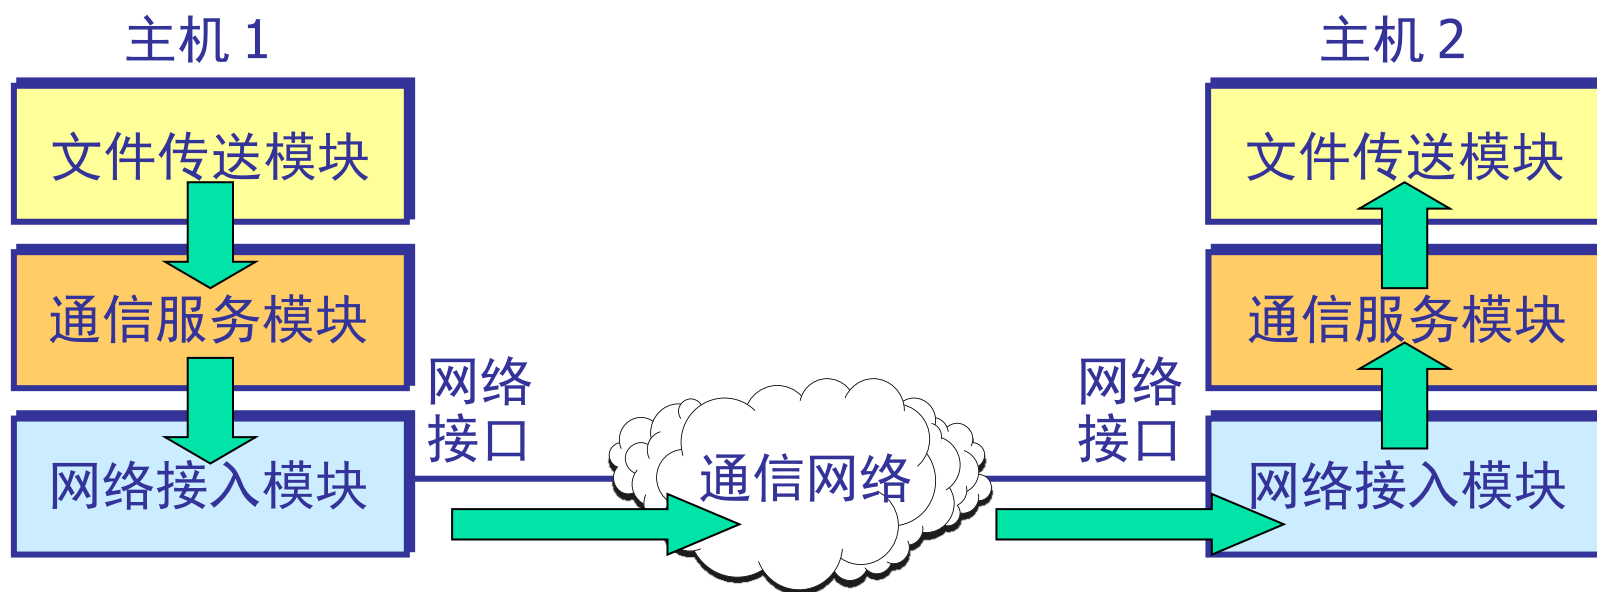 主机 1
主机 2
文件传送模块
文件传送模块
通信服务模块
通信服务模块
网络
接口
网络
接口
网络接入模块
通信网络
网络接入模块